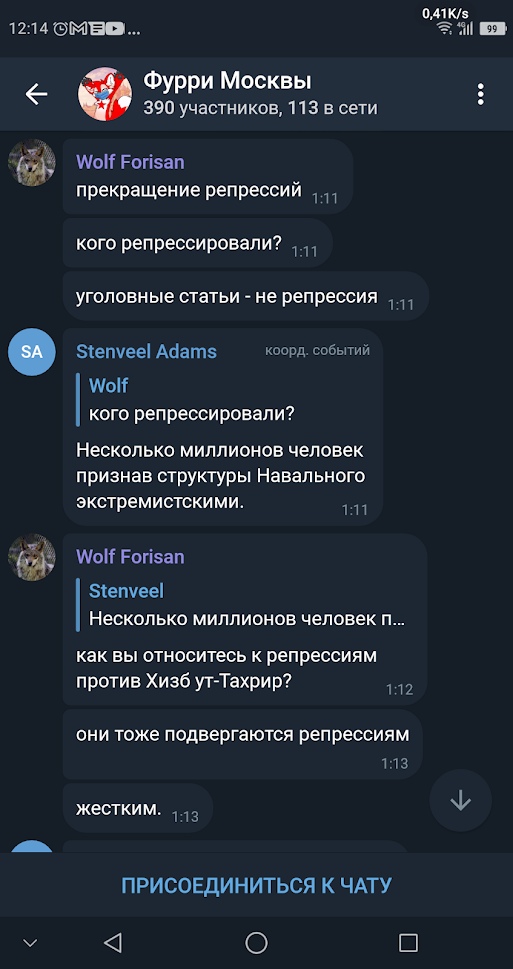 0,41K/s
12:14 ...
4G
99
Фурри Москвы
390 участников, 113 в сети
Wolf Forisan
прекращение репрессий 1:11
кого репрессировали? 1:11
уголовные статьи - не репрессия 1:11
SA
Stenveel Adams коорд. событий
Wolf
кого репрессировали?
Несколько миллионов человек
признав структуры Навального
экстремистскими.
1:11
Wolf Forisan
Stenveel
Несколько миллионов человек п...
как вы относитесь к репрессиям
против Хизб ут-Тахрир?
1:12
они тоже подвергаются репрессиям
1:13
жестким. 1:13
ПРИСОЕДИНИТЬСЯ К ЧАТУ